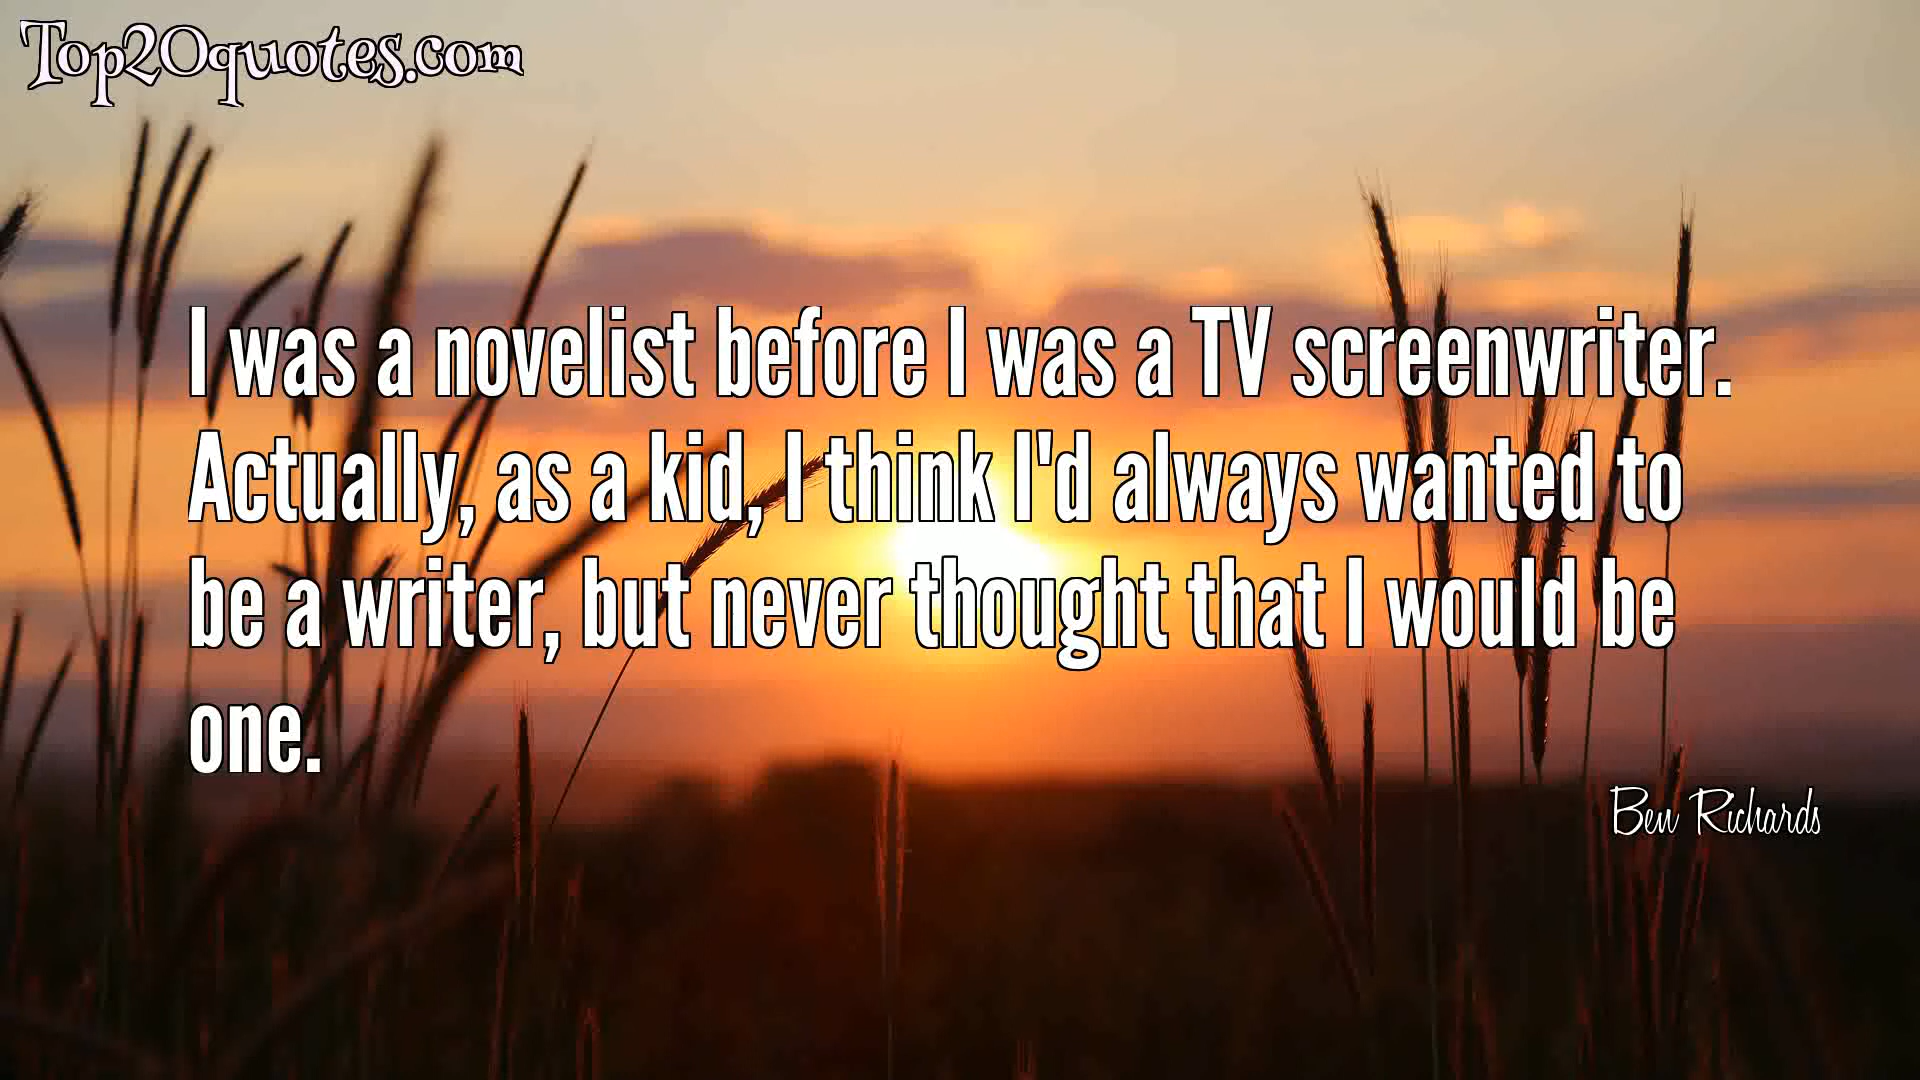 Top20quotes.com
I was a novelist before I was a TV screenwriter.
Actually, as a kid, I think I'd always wanted to
be a writer, but never thought that I would be
one.
Ben Richards